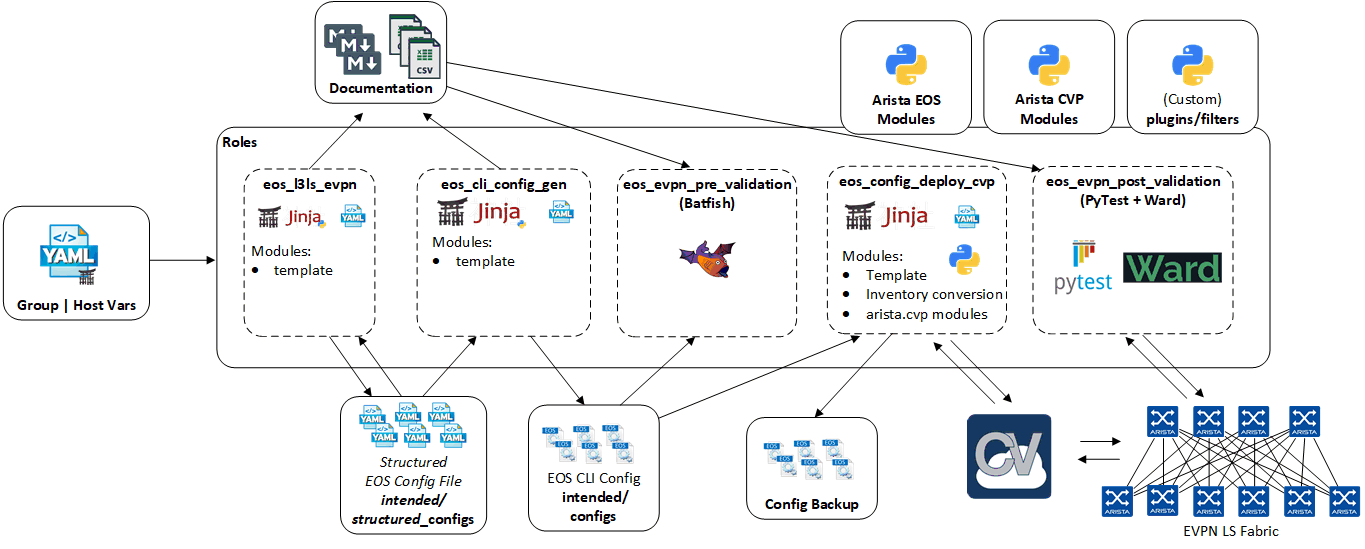 M↓
M↓
M↓
CSV
Documentation
Arista EOS
Modules
Arista CVP
Modules
(Custom)
plugins/filters
Roles
eos_l3ls_evpn
Jinja
YAML
Modules:
• template
eos_cli_config_gen
Jinja
YAML
Modules:
• template
eos_evpn_pre_validation
(Batfish)
eos_config_deploy_cvp
Jinja
YAML
Modules:
• Template
• Inventory conversion
• arista.cvp modules
eos_evpn_post_validation
(PyTest + Ward)
pytest
Ward
YAML
Group | Host Vars
YAML
YAML
YAML
YAML
YAML
YAML
Structured
EOS Config File
intended/
structured_configs
EOS
EOS
EOS
EOS
EOS
EOS
EOS CLI Config
intended/
configs
EOS
EOS
EOS
EOS
EOS
EOS
Config Backup
CV
ARISTA
ARISTA
ARISTA
ARISTA
ARISTA
ARISTA
ARISTA
ARISTA
ARISTA
ARISTA
EVPN LS Fabric